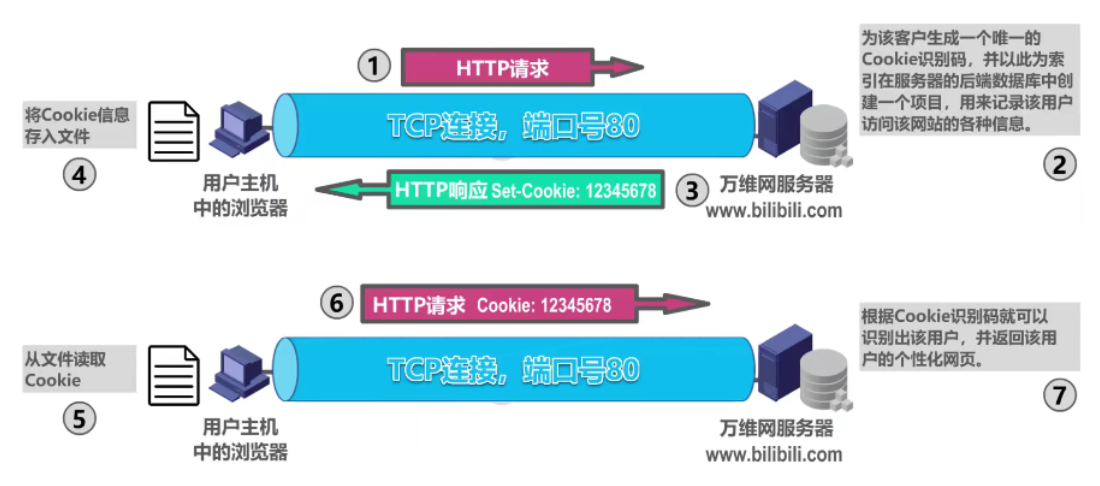 ①
HTTP请求
为该客户生成一个唯一的
Cookie识别码，并以此为索
引在服务器的后端数据库中创
建一个项目，用来记录该用户
访问该网站的各种信息。
②
将Cookie信息
存入文件
④
TCP连接，端口号80
用户主机
中的浏览器
HTTP响应 Set-Cookie: 12345678
③
万维网服务器
www.bilibili.com
⑥
HTTP请求 Cookie: 12345678
根据Cookie识别码就可以
识别出该用户，并返回该用
户的个性化网页。
⑦
从文件读取
Cookie
⑤
TCP连接，端口号80
用户主机
中的浏览器
万维网服务器
www.bilibili.com